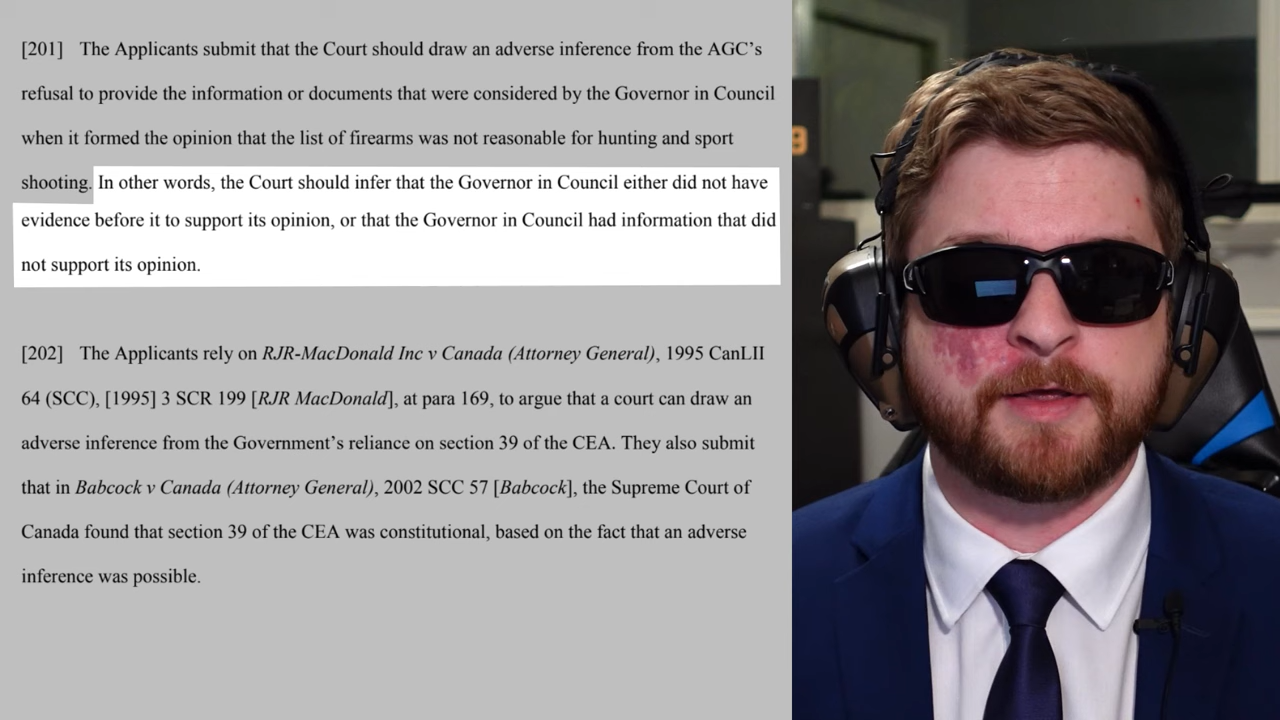 [201] The Applicants submit that the Court should draw an adverse inference from the AGC’s
refusal to provide the information or documents that were considered by the Governor in Council
when it formed the opinion that the list of firearms was not reasonable for hunting and sport
shooting. In other words, the Court should infer that the Governor in Council either did not have
evidence before it to support its opinion, or that the Governor in Council had information that did
not support its opinion.
[202] The Applicants rely on RJR-MacDonald Inc v Canada (Attorney General), 1995 CanLII
64 (SCC), [1995] 3 SCR 199 [RJR MacDonald], at para 169, to argue that a court can draw an
adverse inference from the Government’s reliance on section 39 of the CEA. They also submit
that in Babcock v Canada (Attorney General), 2002 SCC 57 [Babcock], the Supreme Court of
Canada found that section 39 of the CEA was constitutional, based on the fact that an adverse
inference was possible.